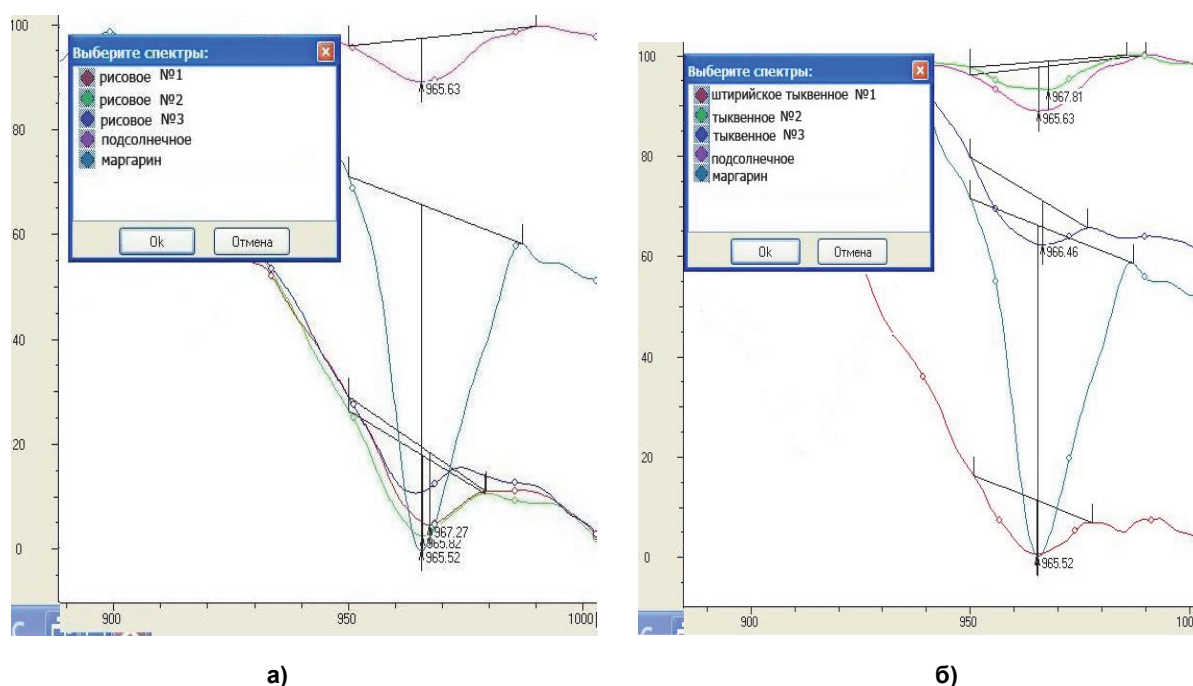 100
80
60
40
20
0
900
950
1000
Выберите спектры:
рисовое №1
рисовое №2
рисовое №3
подсолнечное
маргарин
Ok
Отмена
965.63
967.27
965.82
965.52
а)
100
80
60
40
20
0
900
950
100
Выберите спектры:
штирийское тыквенное №1
тыквенное №2
тыквенное №3
подсолнечное
маргарин
Ok
Отмена
967.81
965.63
966.46
965.52
б)